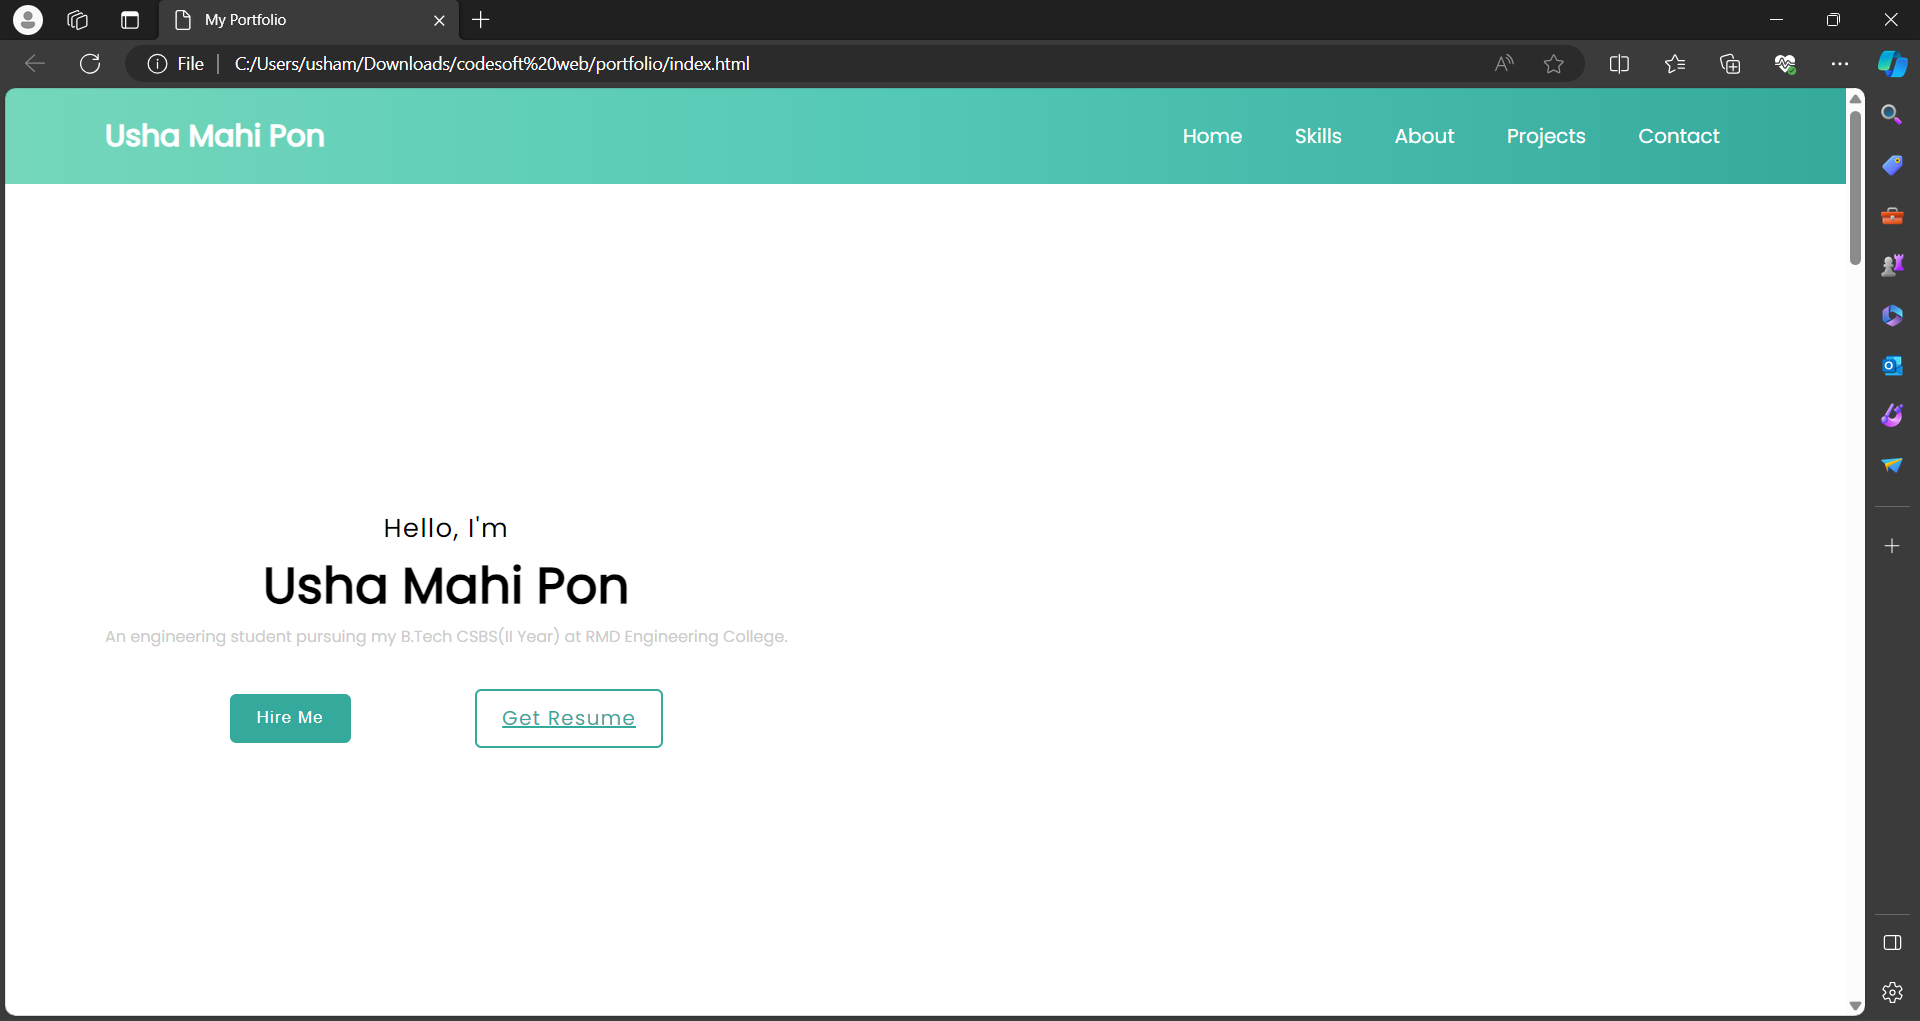 My Portfolio
File C:/Users/usham/Downloads/codesoft%20web/portfolio/index.html
Usha Mahi Pon
Home Skills About Projects Contact
Hello, I'm
Usha Mahi Pon
An engineering student pursuing my B.Tech CSBS(II Year) at RMD Engineering College.
Hire Me Get Resume